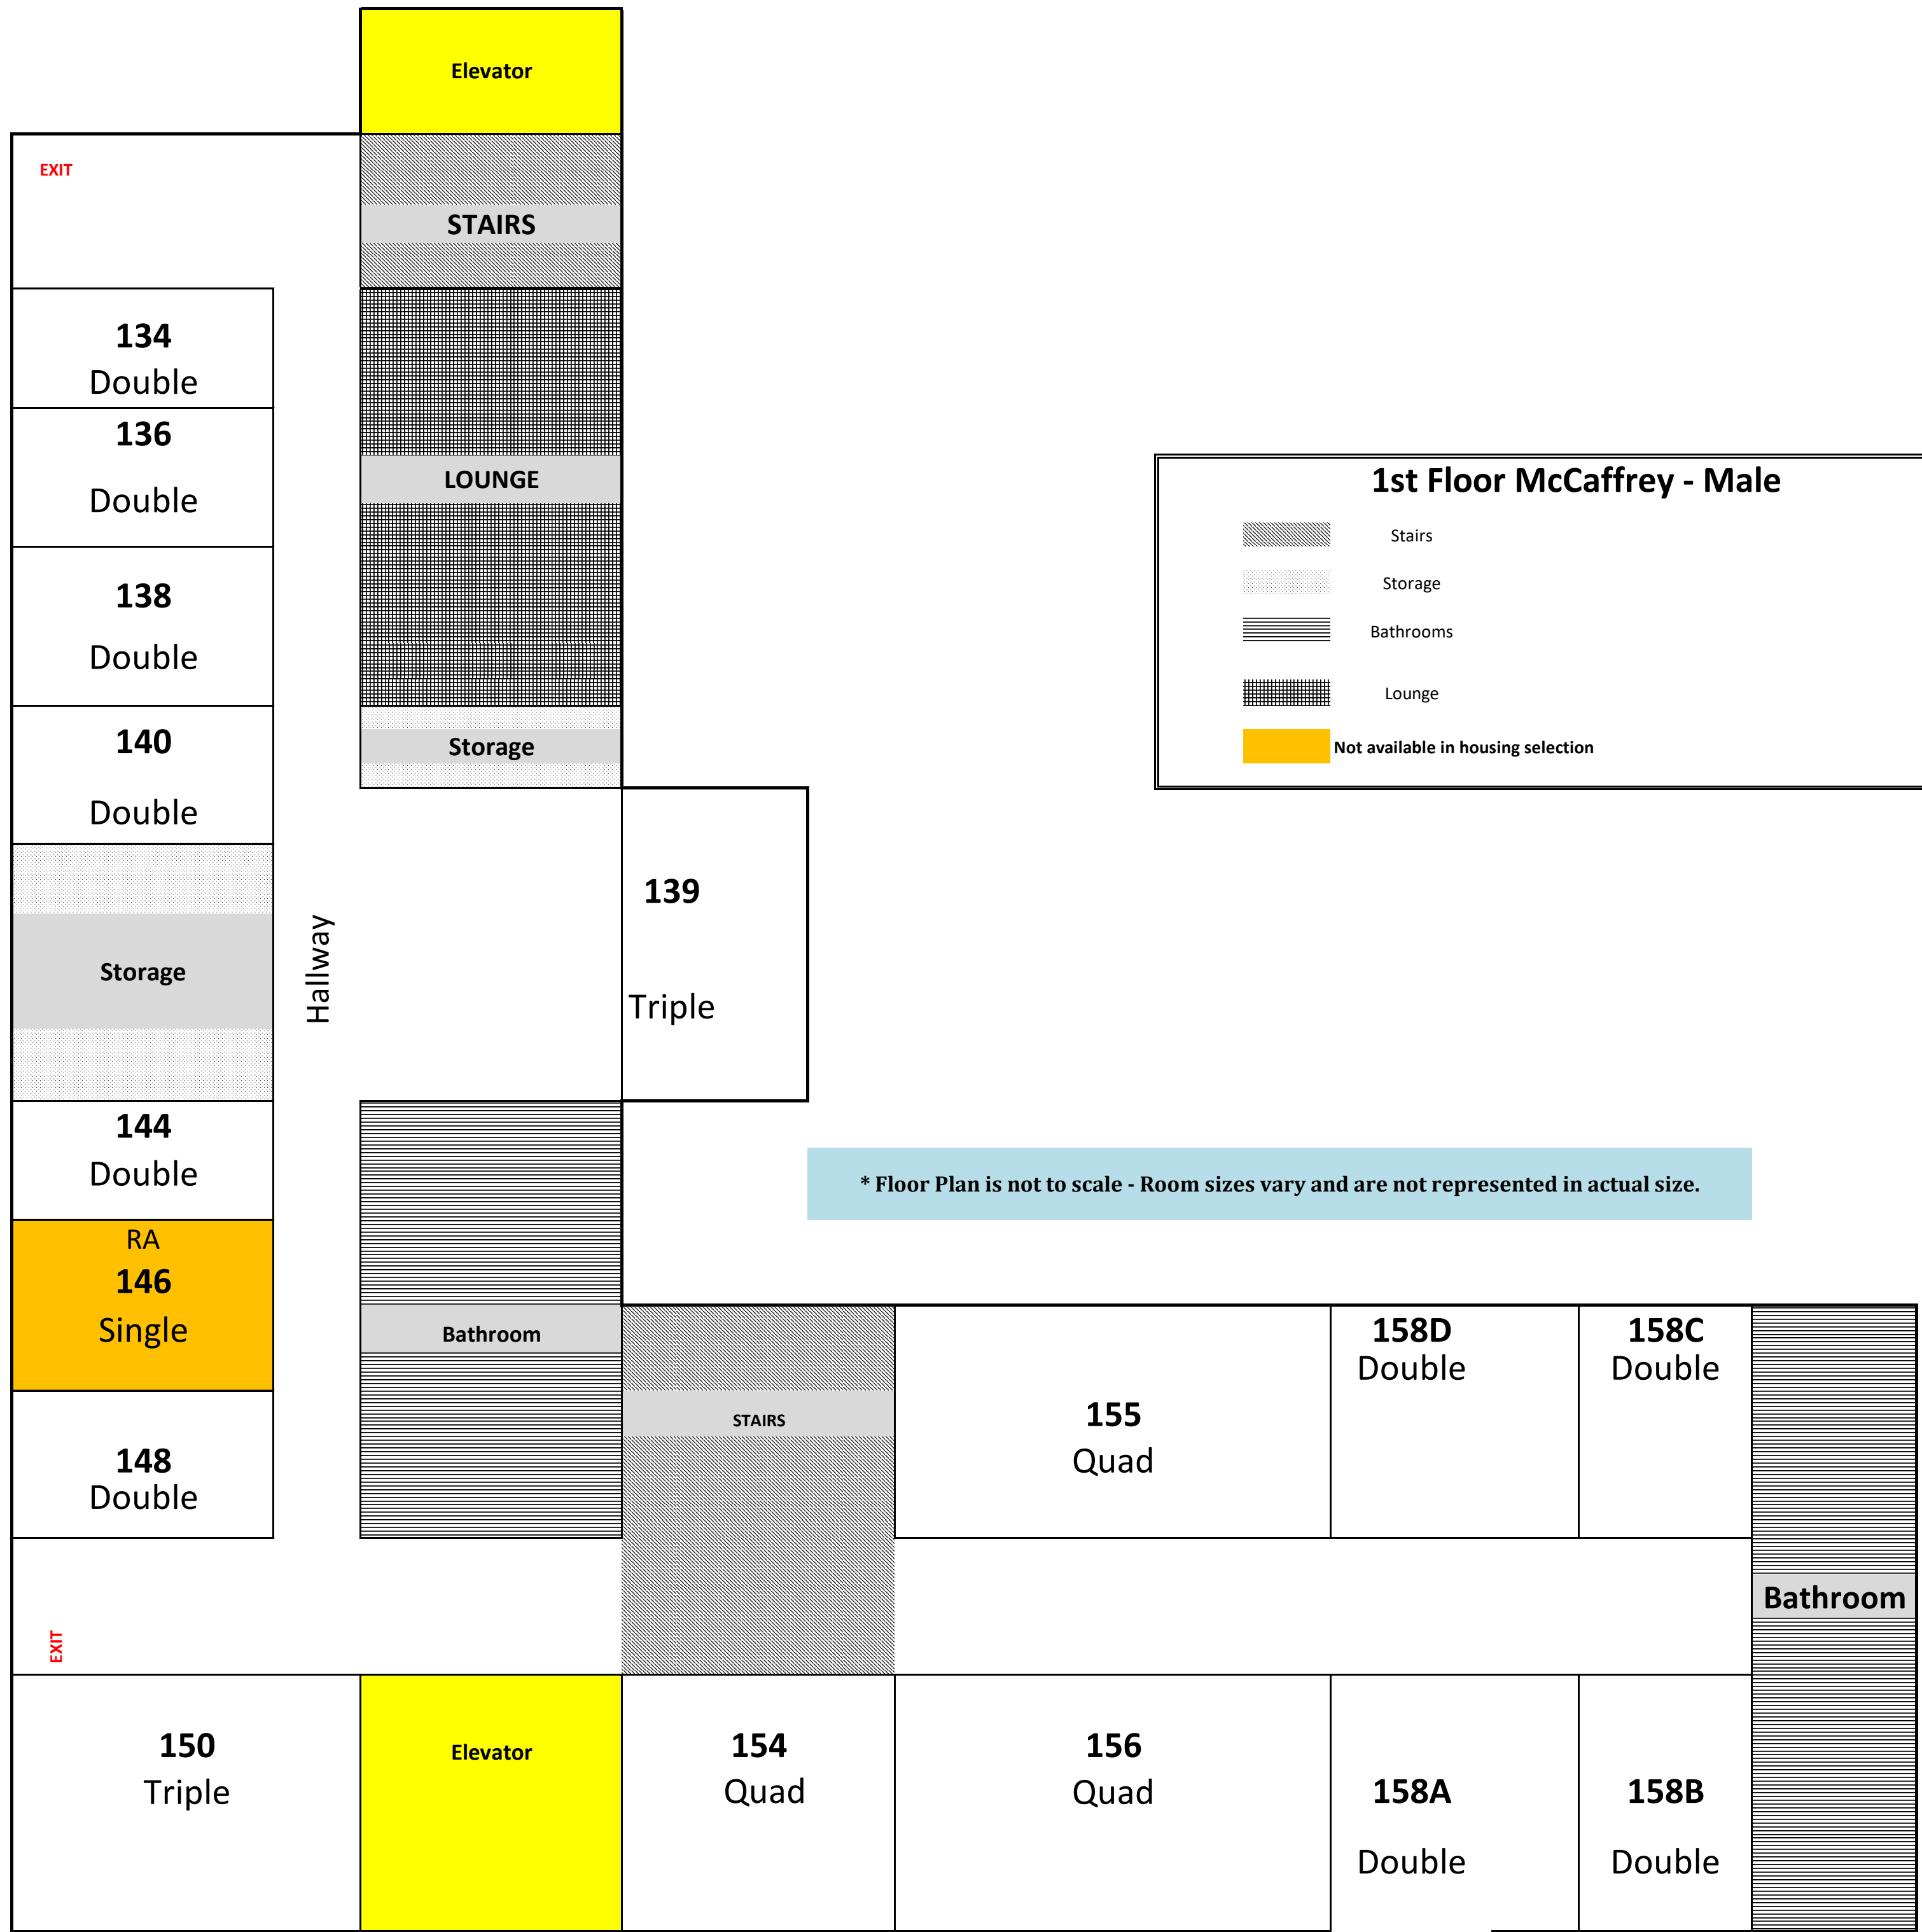 Elevator
EXIT
STAIRS
134
Double
136
Double
LOUNGE
138
Double
140
Double
Storage
1st Floor McCaffrey - Male
Stairs
Storage
Bathrooms
Lounge
Not available in housing selection
139
Triple
Storage
Hallway
144
Double
* Floor Plan is not to scale - Room sizes vary and are not represented in actual size.
RA
146
Single
Bathroom
148
Double
STAIRS
155
Quad
158D
Double
158C
Double
Bathroom
EXIT
150
Triple
Elevator
154
Quad
156
Quad
158A
Double
158B
Double